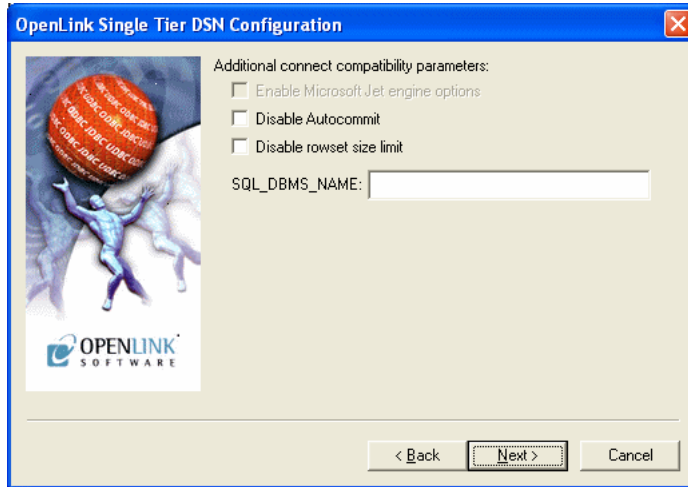 OpenLink Single Tier DSN Configuration
Additional connect compatibility parameters:
Enable Microsoft Jet engine options
Disable Autocommit
Disable rowset size limit
SQL_DBMS_NAME:
OPENLINK
SOFTWARE
< Back
Next >
Cancel